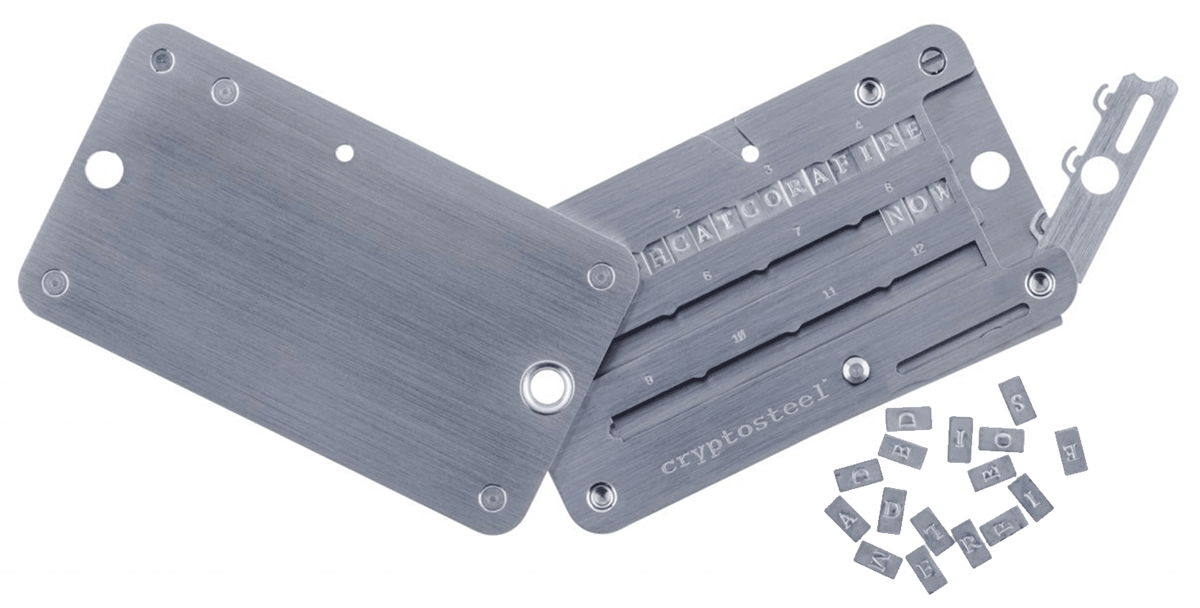 2 3 4
HCATCORAFIRE
6 7 8
NOW
9 10 11 12
cryptosteel
S
D
I
E
A
D
I
T
R
E